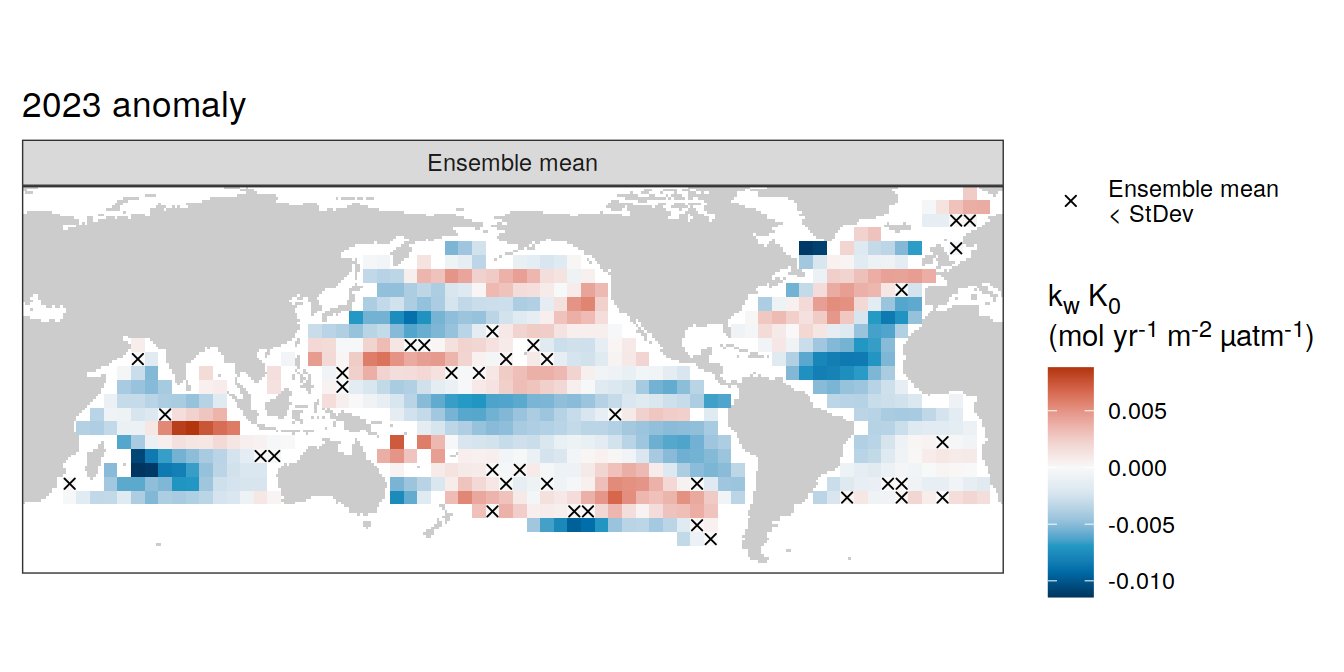 2023 anomaly
Ensemble mean
Ensemble mean
< StDev
k_w K_0
(mol yr⁻¹ m⁻² µatm⁻¹)
0.005
0.000
-0.005
-0.010